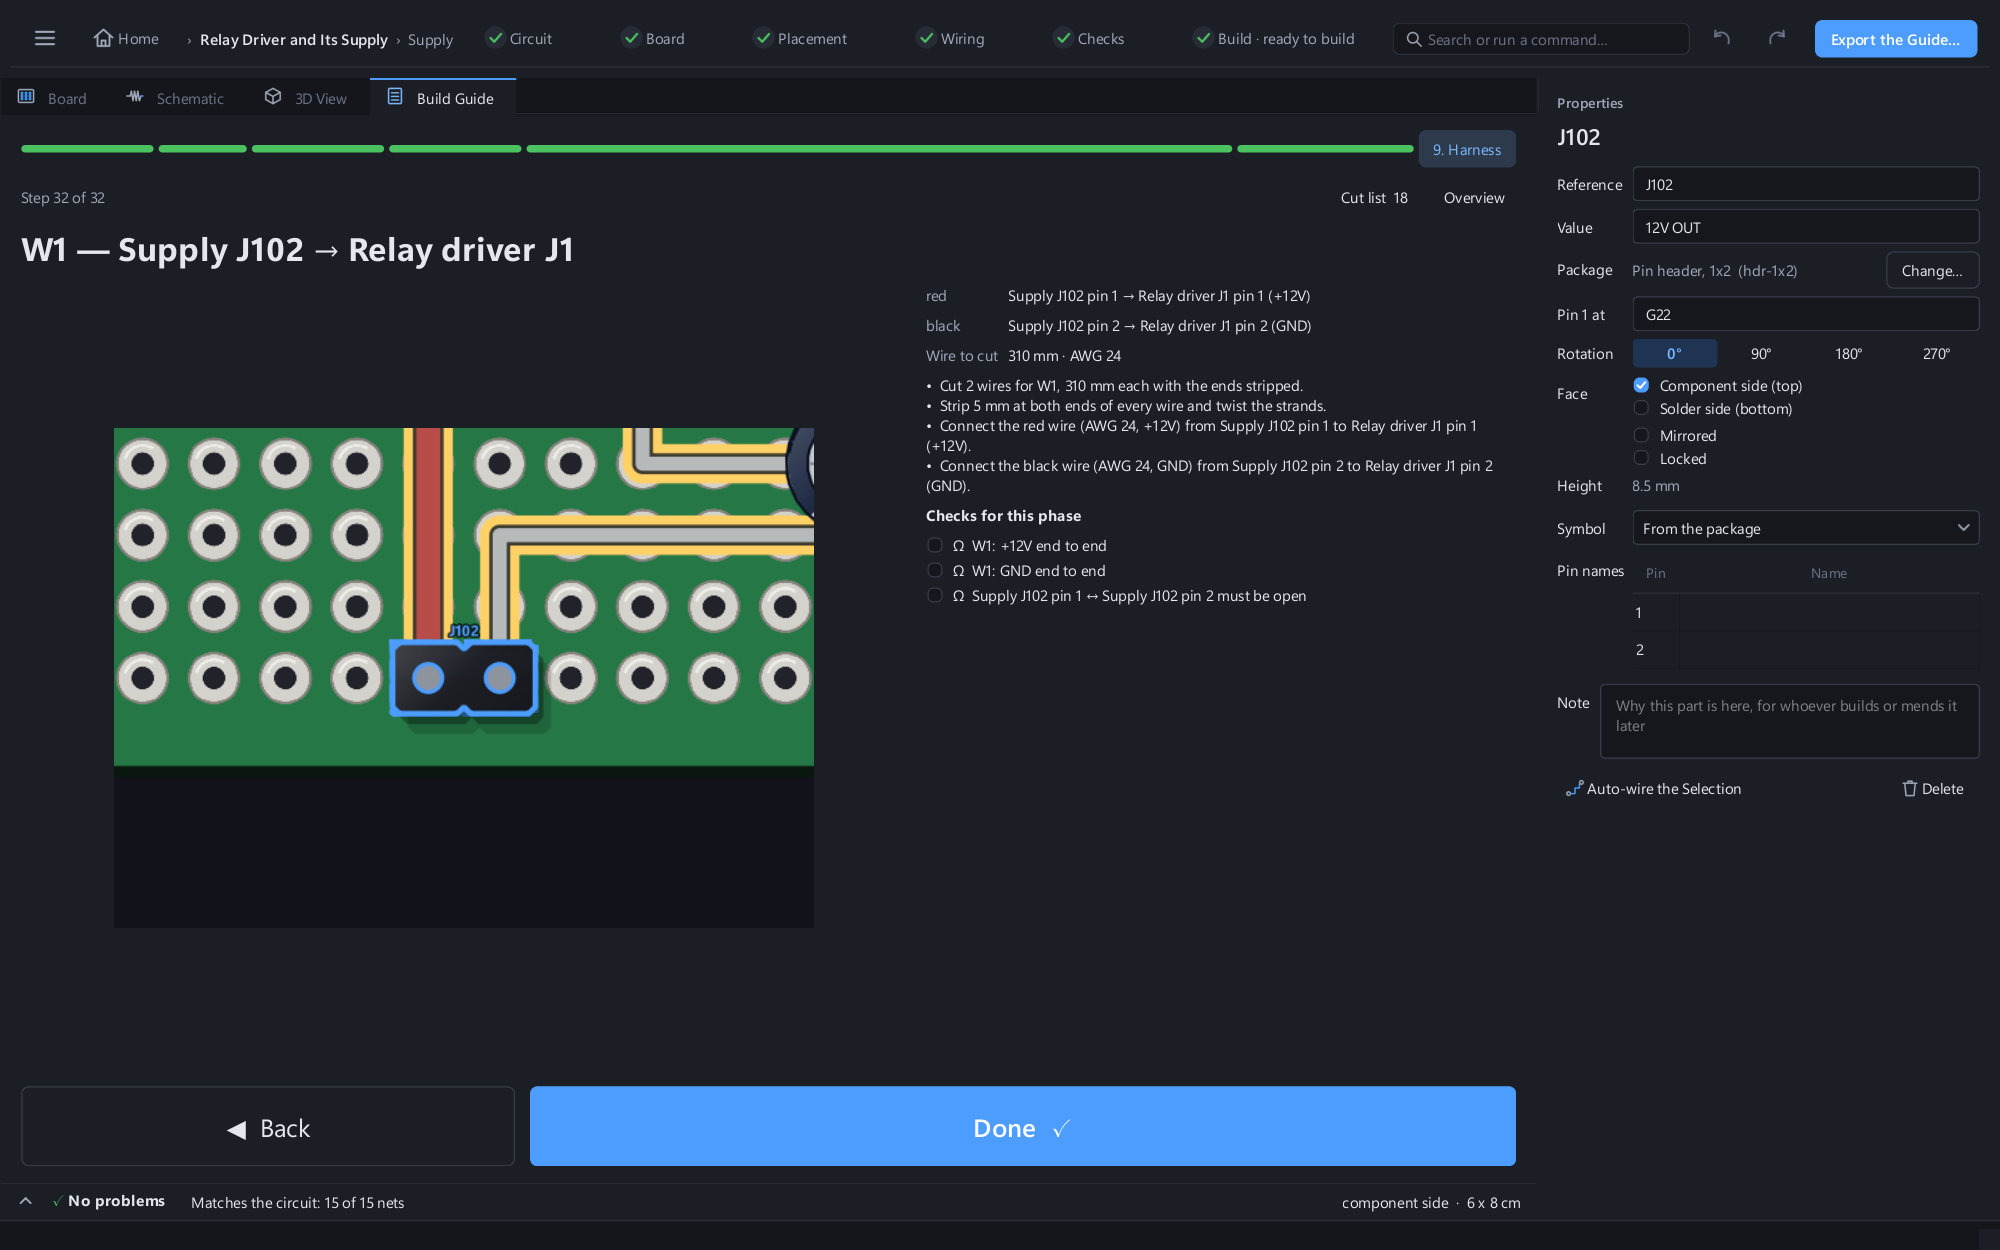 Home › Relay Driver and Its Supply › Supply
Circuit
Board
Placement
Wiring
Checks
Build · ready to build
Search or run a command...
Export the Guide...
Board
Schematic
3D View
Build Guide
9. Harness
Step 32 of 32
Cut list 18
Overview
W1 — Supply J102 → Relay driver J1
red Supply J102 pin 1 → Relay driver J1 pin 1 (+12V)
black Supply J102 pin 2 → Relay driver J1 pin 2 (GND)
Wire to cut 310 mm · AWG 24
• Cut 2 wires for W1, 310 mm each with the ends stripped.
• Strip 5 mm at both ends of every wire and twist the strands.
• Connect the red wire (AWG 24, +12V) from Supply J102 pin 1 to Relay driver J1 pin 1
(+12V).
• Connect the black wire (AWG 24, GND) from Supply J102 pin 2 to Relay driver J1 pin 2
(GND).
Checks for this phase
Ω W1: +12V end to end
Ω W1: GND end to end
Ω Supply J102 pin 1 ↔ Supply J102 pin 2 must be open
J102
◀ Back
Done ✓
✓ No problems
Matches the circuit: 15 of 15 nets
component side · 6 x 8 cm
Properties
J102
Reference J102
Value 12V OUT
Package Pin header, 1x2 (hdr-1x2) Change...
Pin 1 at G22
Rotation 0° 90° 180° 270°
Face Component side (top)
Solder side (bottom)
Mirrored
Locked
Height 8.5 mm
Symbol From the package
Pin names Pin Name
1
2
Note Why this part is here, for whoever builds or mends it
later
Auto-wire the Selection
Delete